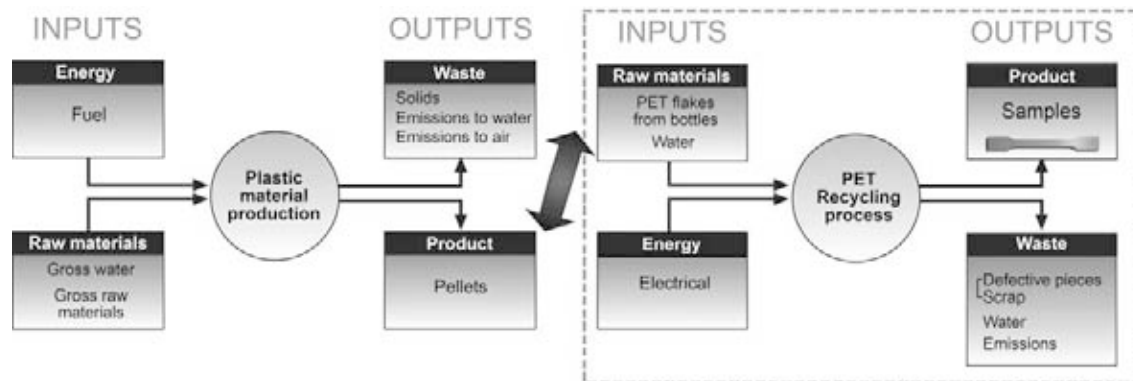 INPUTS
OUTPUTS
Energy
Fuel
Raw materials
Gross water
Gross raw
materials
Plastic
material
production
Waste
Solids
Emissions to water
Emissions to air
Product
Pellets
INPUTS
OUTPUTS
Raw materials
PET flakes
from bottles
Water
Energy
Electrical
PET
Recycling
process
Product
Samples
Waste
Defective pieces
Scrap
Water
Emissions